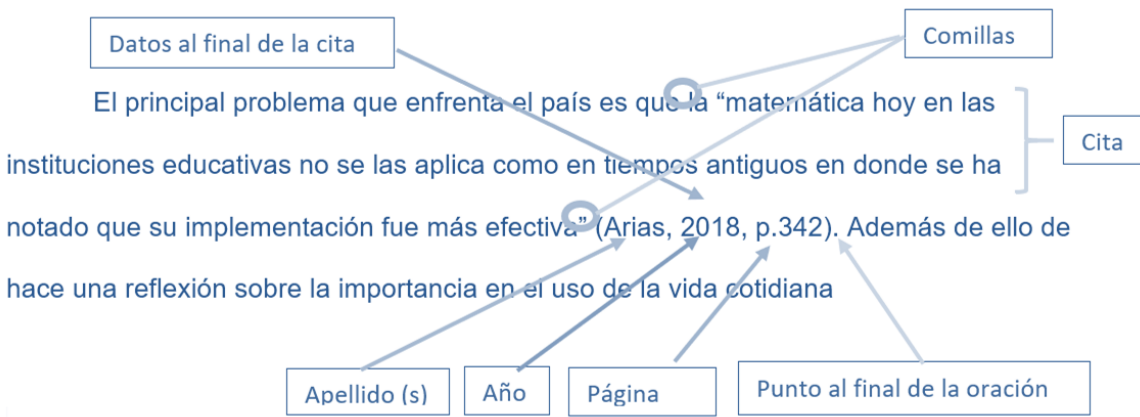 Datos al final de la cita
Comillas
El principal problema que enfrenta el país es que la “matemática hoy en las
Cita
instituciones educativas no se las aplica como en tiempos antiguos en donde se ha
notado que su implementación fue más efectiva” (Arias, 2018, p.342). Además de ello de
hace una reflexión sobre la importancia en el uso de la vida cotidiana
Apellido (s)
Año
Página
Punto al final de la oración